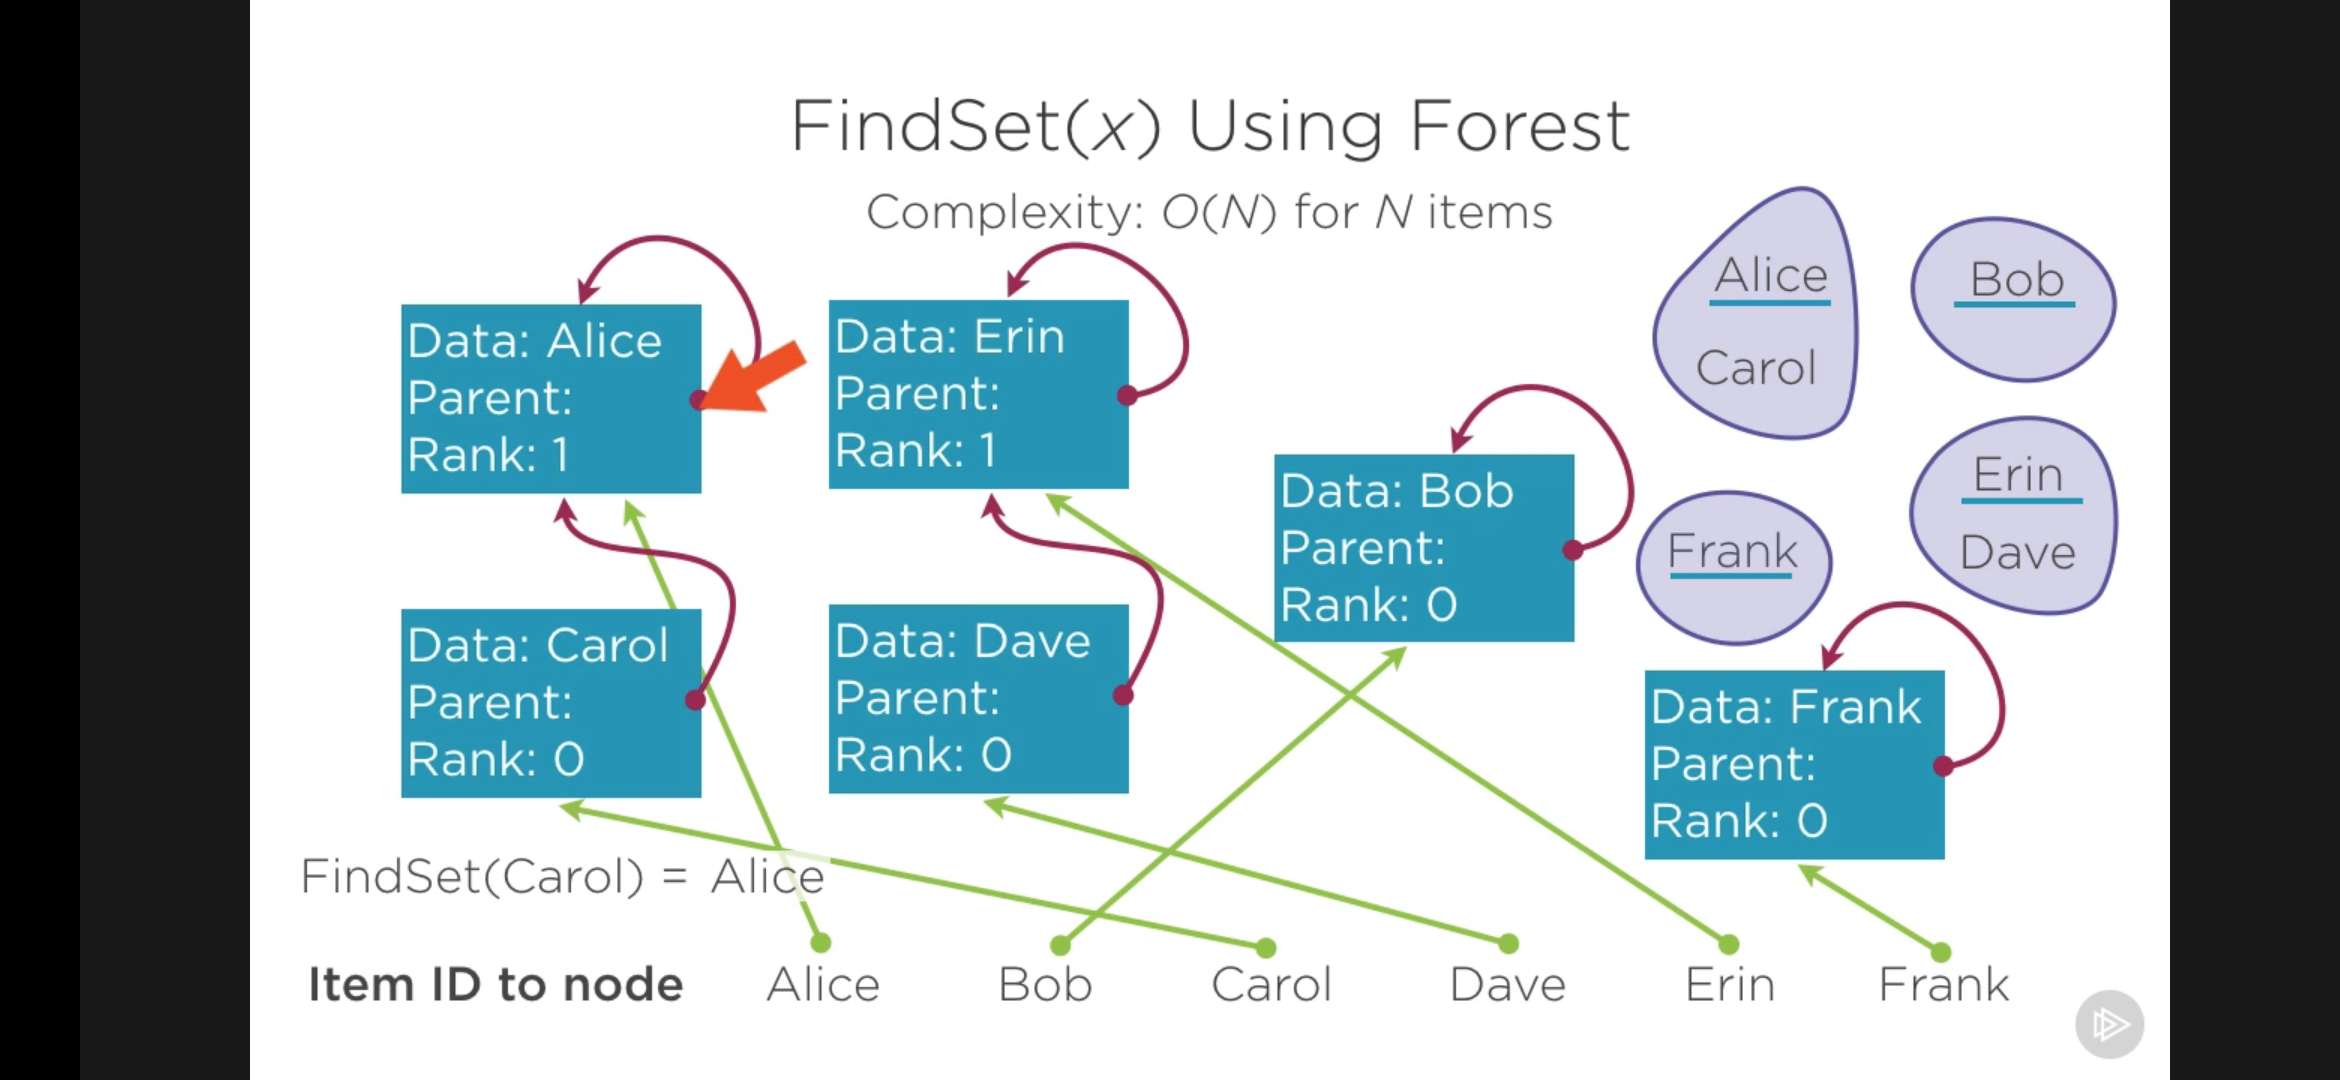 FindSet(x) Using Forest
Complexity: O(N) for N items
Data: Alice
Parent:
Rank: 1
Data: Erin
Parent:
Rank: 1
Data: Bob
Parent:
Rank: 0
Alice
Carol
Bob
Erin
Dave
Frank
Data: Carol
Parent:
Rank: 0
Data: Dave
Parent:
Rank: 0
Data: Frank
Parent:
Rank: 0
FindSet(Carol) = Alice
Item ID to node Alice Bob Carol Dave Erin Frank